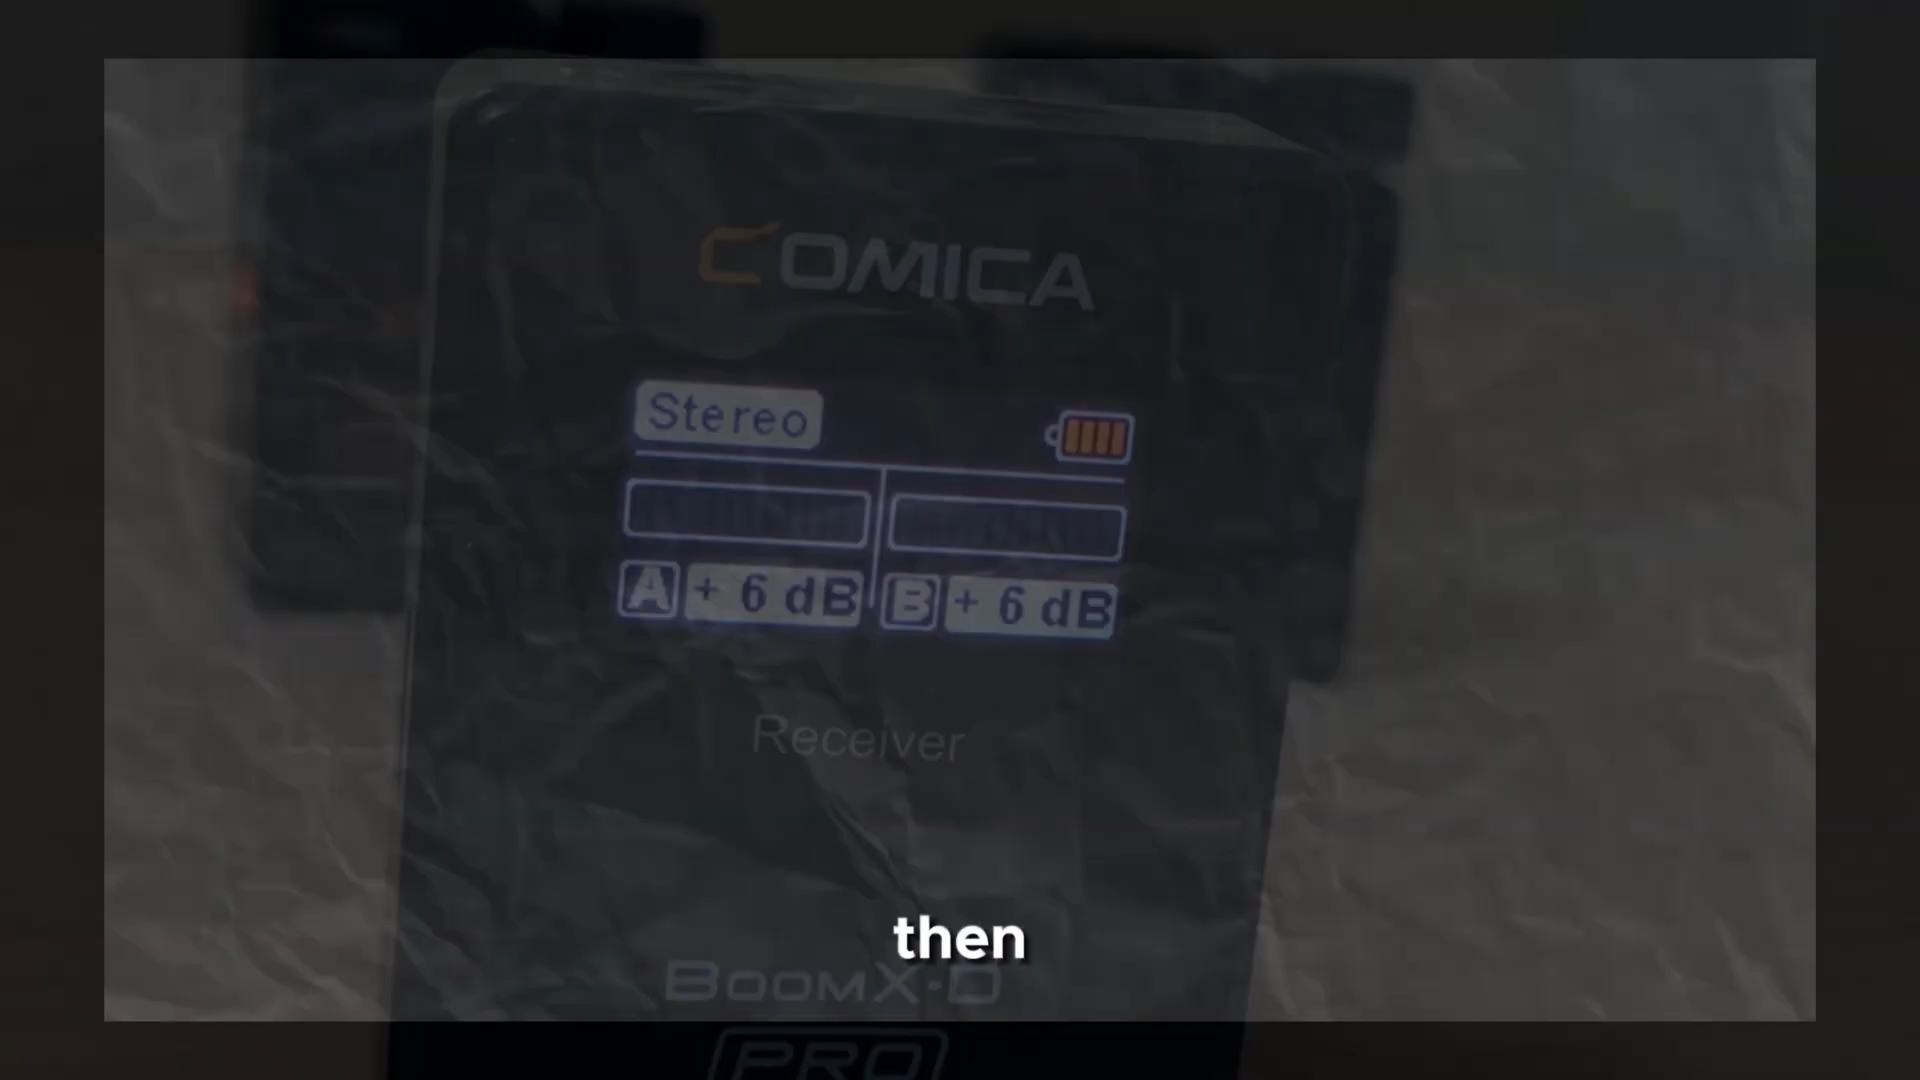 COMICA
Stereo
A + 6 dB B + 6 dB
Receiver
then
BOOMX-D
PRO